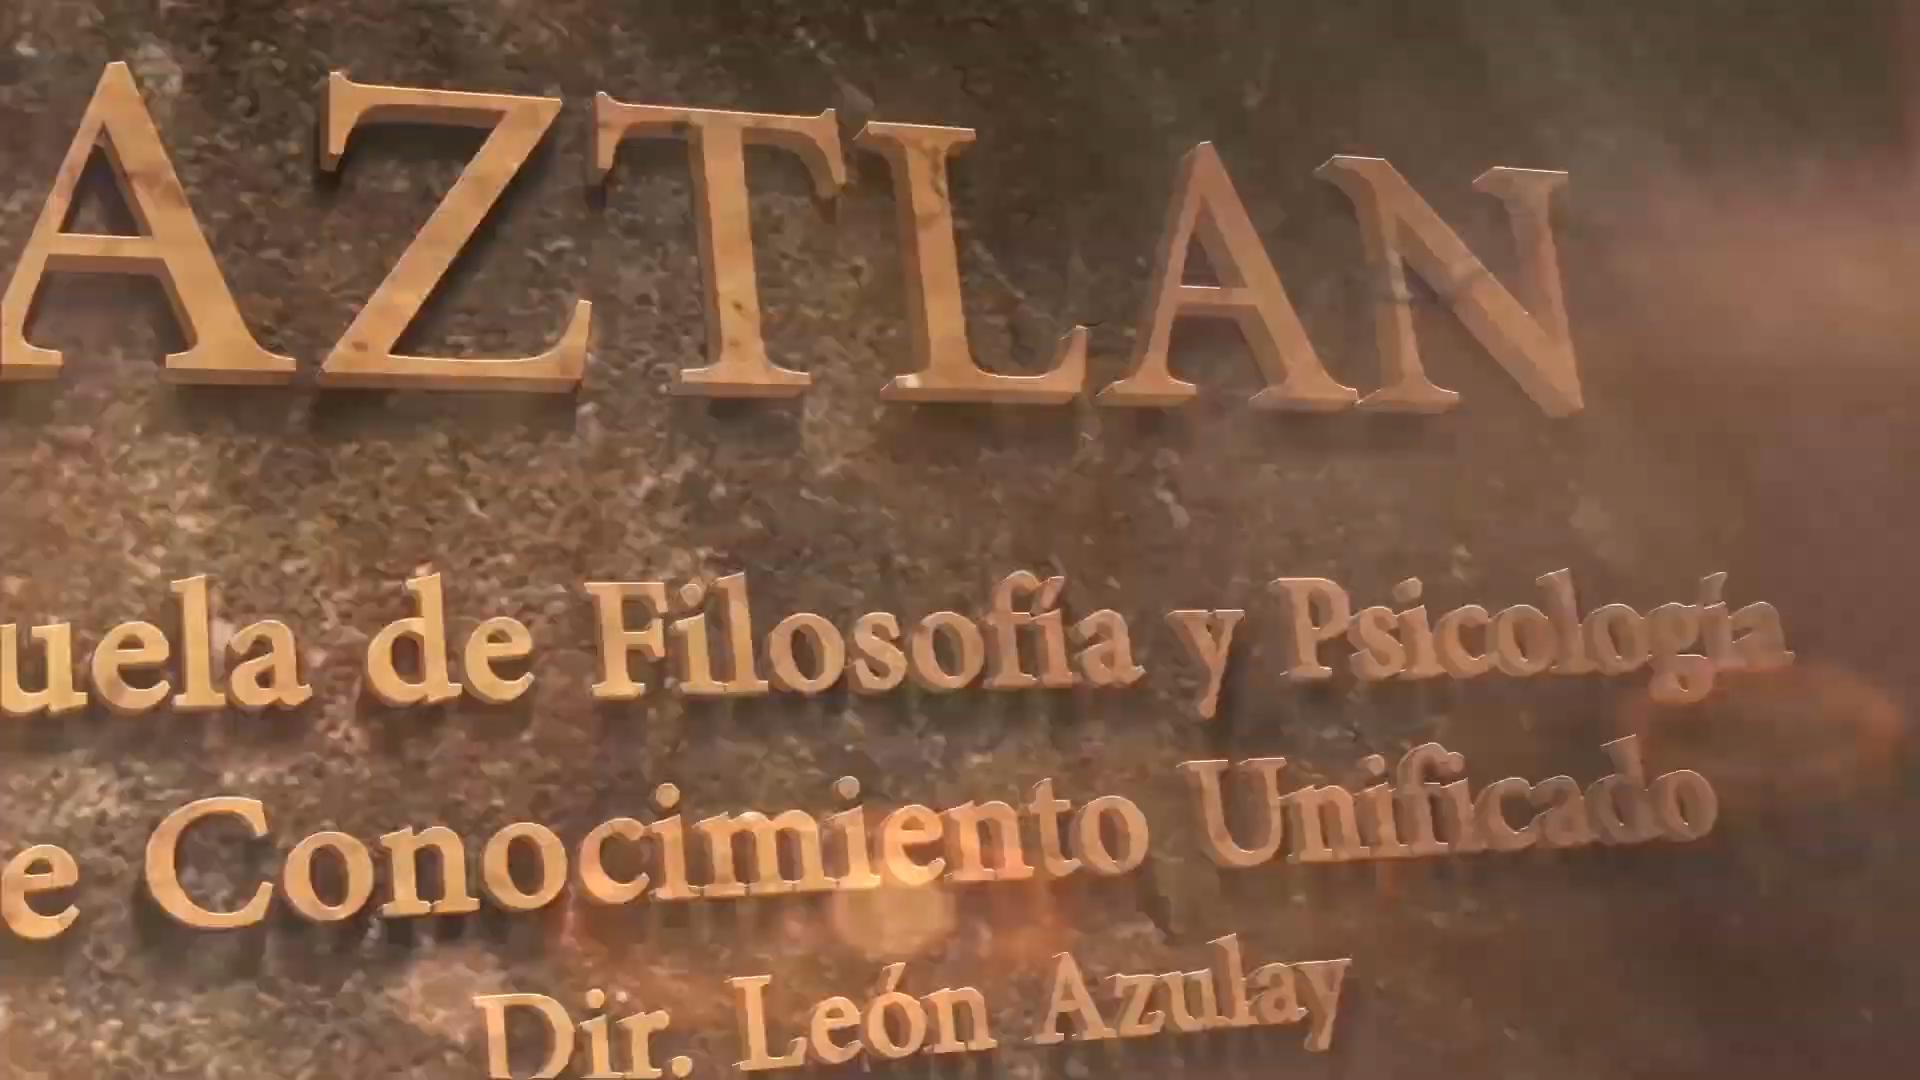 AZTLAN
uela de Filosofía y Psicología
e Conocimiento Unificado
Dir. León Azulay